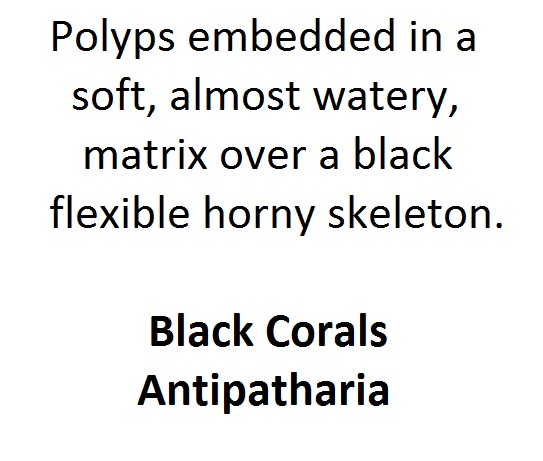 Polyps embedded in a
soft, almost watery,
matrix over a black
flexible horny skeleton.
Black Corals
Antipatharia